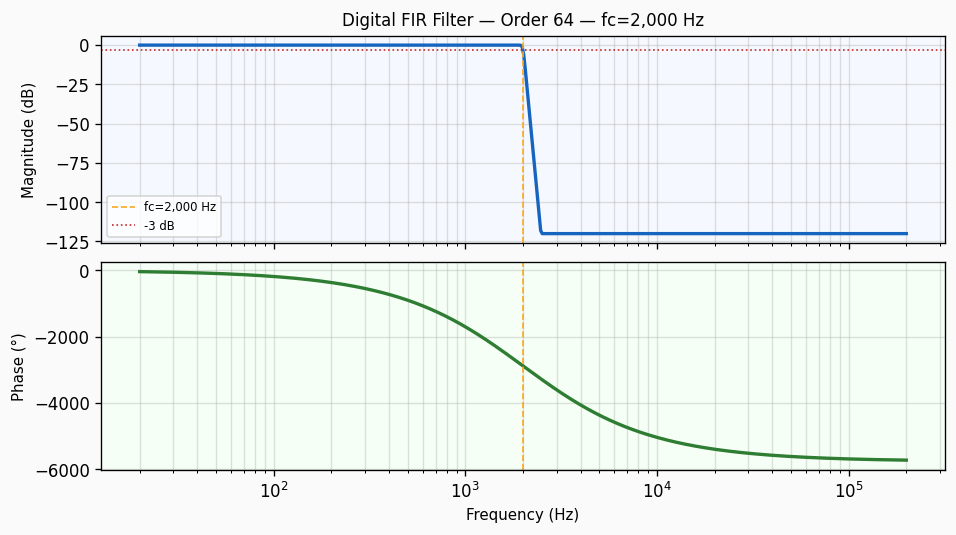 Digital FIR Filter — Order 64 — fc=2,000 Hz
Magnitude (dB)
0
−25
−50
−75
−100
−125
fc=2,000 Hz
-3 dB
Phase (°)
0
−2000
−4000
−6000
10²
10³
10⁴
10⁵
Frequency (Hz)